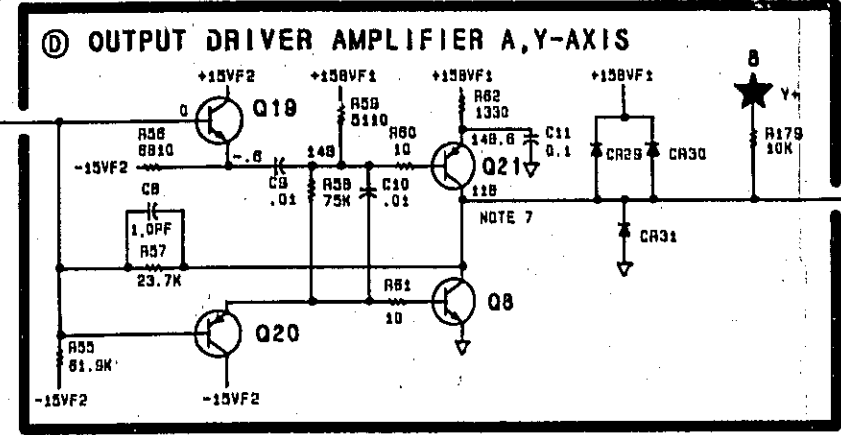 D OUTPUT DRIVER AMPLIFIER A,Y-AXIS
+15VF2
+158VF1
+158VF1
+158VF1
8
Y+
0
Q19
R59
5110
R62
1330
R56
6810
-15VF2
-.6
C9
.01
149
R58
75K
C10
.01
R60
10
148.6
C11
0.1
Q21
118
NOTE 7
CR29
CR30
CR31
R179
10K
C8
1.0PF
R57
23.7K
R61
10
Q8
Q20
R55
61.9K
-15VF2
-15VF2